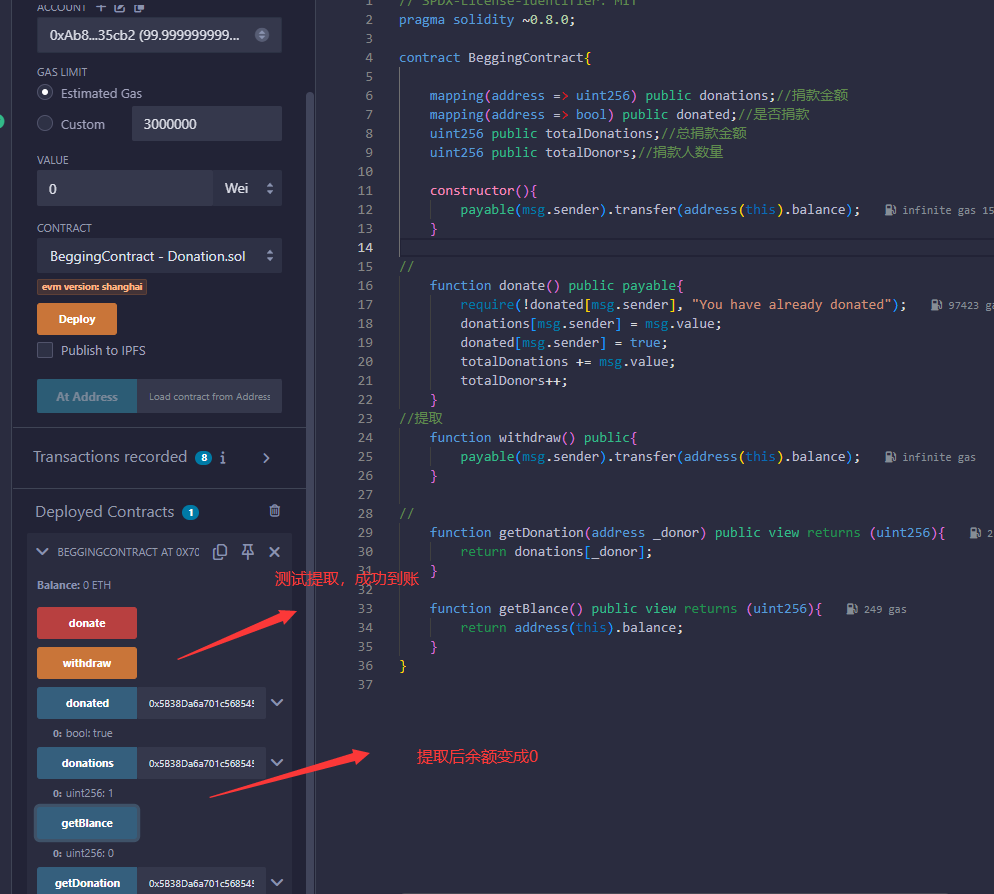 ACCOUNT
0xAb8...35cb2 (99.999999999...
GAS LIMIT
Estimated Gas
Custom
3000000
VALUE
0
Wei
CONTRACT
BeggingContract - Donation.sol
evm version: shanghai
Deploy
Publish to IPFS
At Address
Load contract from Address
Transactions recorded 8 i
Deployed Contracts 1
BEGGINGCONTRACT AT 0X70
Balance: 0 ETH
donate
withdraw
donated
0x5B38Da6a701c568545
0: bool: true
donations
0x5B38Da6a701c568545
0: uint256: 1
getBlance
0: uint256: 0
getDonation
0x5B38Da6a701c568545
测试提取，成功到账
提取后余额变成0
1 // SPDX-License-Identifier: MIT
2 pragma solidity ~0.8.0;
3
4 contract BeggingContract{
5
6 mapping(address => uint256) public donations;//捐款金额
7 mapping(address => bool) public donated;//是否捐款
8 uint256 public totalDonations;//总捐款金额
9 uint256 public totalDonors;//捐款人数量
10
11 constructor(){
12 payable(msg.sender).transfer(address(this).balance); infinite gas 15
13 }
14
15 //
16 function donate() public payable{
17 require(!donated[msg.sender], "You have already donated"); 97423 ga
18 donations[msg.sender] = msg.value;
19 donated[msg.sender] = true;
20 totalDonations += msg.value;
21 totalDonors++;
22 }
23 //提取
24 function withdraw() public{
25 payable(msg.sender).transfer(address(this).balance); infinite gas
26 }
27
28 //
29 function getDonation(address _donor) public view returns (uint256){ 2
30 return donations[_donor];
31 }
32
33 function getBlance() public view returns (uint256){ 249 gas
34 return address(this).balance;
35 }
36 }
37